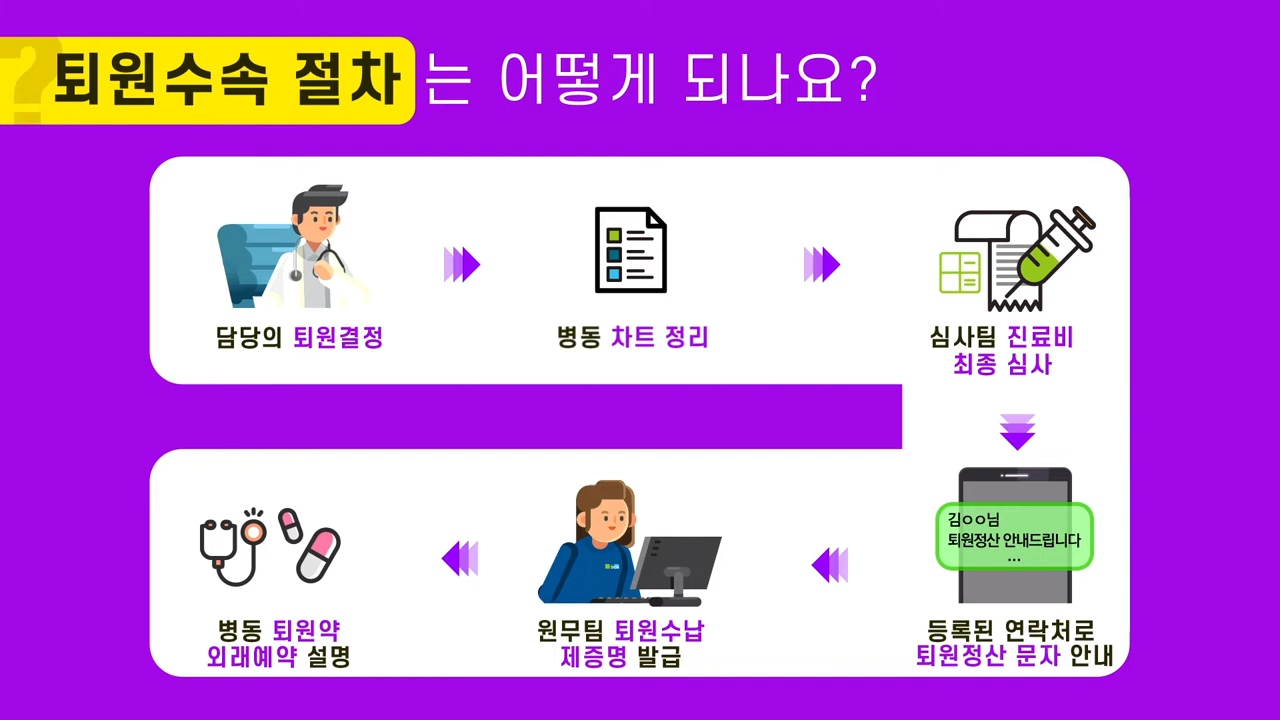 퇴원수속 절차는 어떻게 되나요?
담당의 퇴원결정
병동 차트 정리
심사팀 진료비
최종 심사
김ㅇㅇ님
퇴원정산 안내드립니다
...
등록된 연락처로
퇴원정산 문자 안내
원무팀 퇴원수납
제증명 발급
병동 퇴원약
외래예약 설명